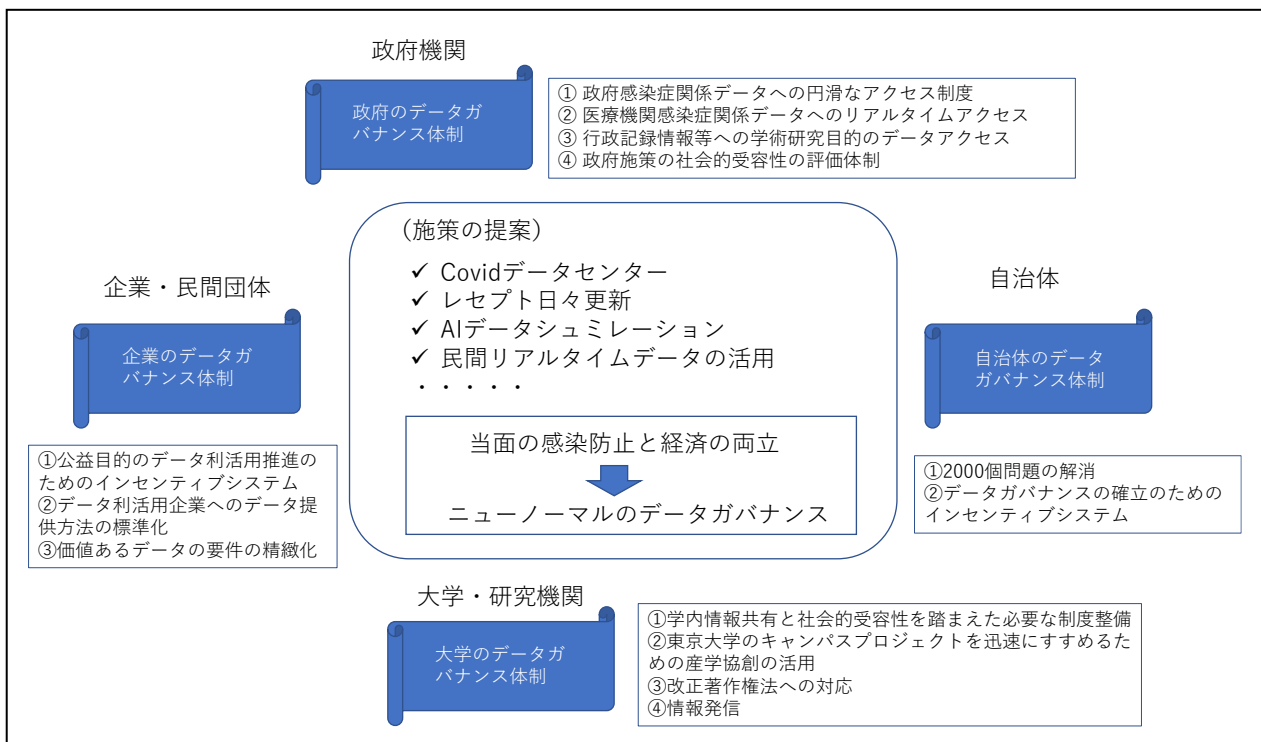 政府機関
政府のデータガ
バナンス体制
① 政府感染症関係データへの円滑なアクセス制度
② 医療機関感染症関係データへのリアルタイムアクセス
③ 行政記録情報等への学術研究目的のデータアクセス
④ 政府施策の社会的受容性の評価体制
(施策の提案)
✓ Covidデータセンター
✓ レセプト日々更新
✓ AIデータシュミレーション
✓ 民間リアルタイムデータの活用
・・・・・
当面の感染防止と経済の両立
ニューノーマルのデータガバナンス
企業・民間団体
企業のデータガ
バナンス体制
①公益目的のデータ利活用推進の
ためのインセンティブシステム
②データ利活用企業へのデータ提
供方法の標準化
③価値あるデータの要件の精緻化
自治体
自治体のデータ
ガバナンス体制
①2000個問題の解消
②データガバナンスの確立のための
インセンティブシステム
大学・研究機関
大学のデータガ
バナンス体制
①学内情報共有と社会的受容性を踏まえた必要な制度整備
②東京大学のキャンパスプロジェクトを迅速にすすめるた
めの産学協創の活用
③改正著作権法への対応
④情報発信